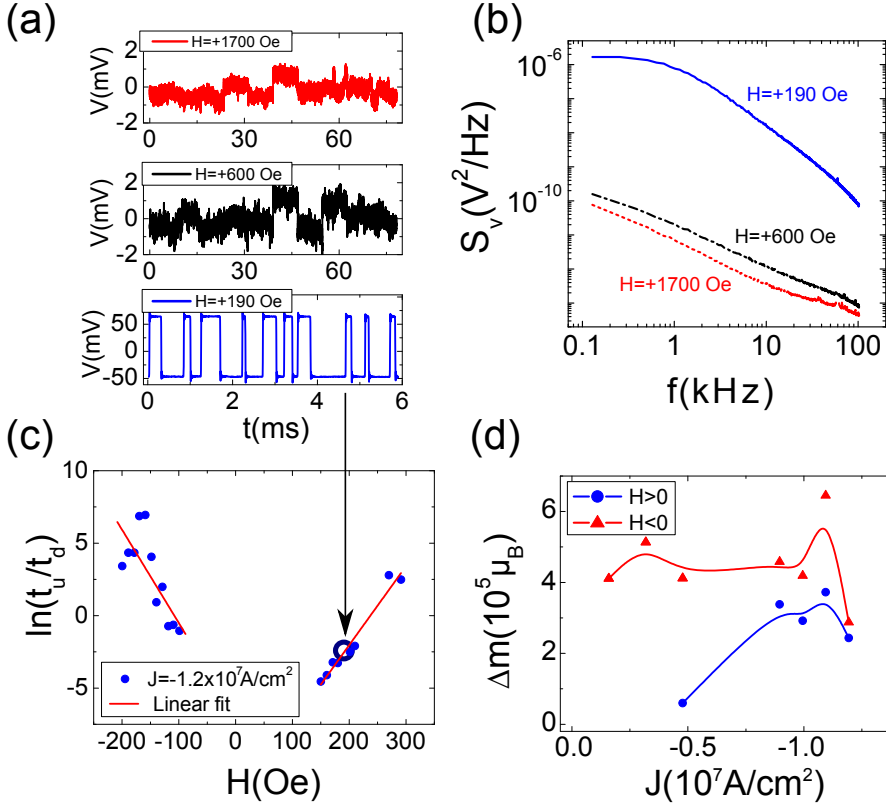 (a)
H=+1700 Oe
V(mV)
2
0
-2
0 30 60
H=+600 Oe
V(mV)
2
0
-2
0 30 60
H=+190 Oe
V(mV)
50
0
-50
0 2 4 6
t(ms)
(b)
S_v(V²/Hz)
10⁻⁶
10⁻¹⁰
H=+190 Oe
H=+600 Oe
H=+1700 Oe
0.1 1 10 100
f(kHz)
(c)
ln(t_u/t_d)
10
5
0
-5
J=-1.2x10⁷A/cm²
Linear fit
-200 -100 0 100 200 300
H(Oe)
(d)
Δm(10⁵ μ_B)
6
4
2
0
H>0
H<0
0.0 -0.5 -1.0
J(10⁷A/cm²)